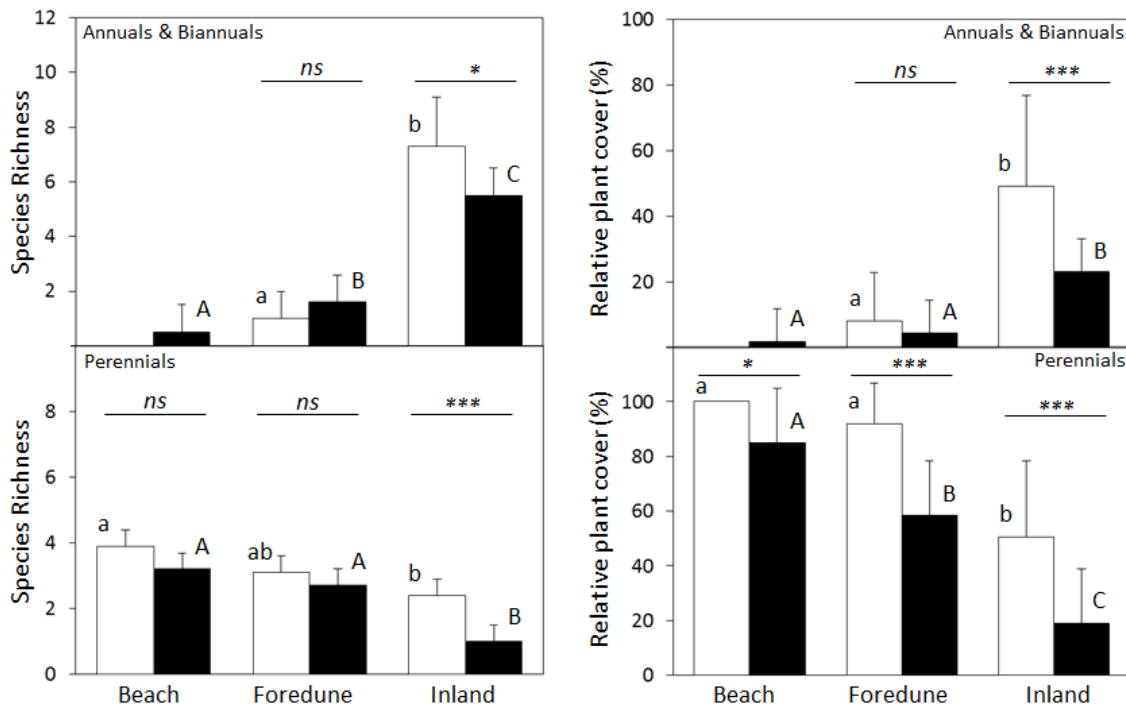 Species Richness
12
10
8
6
4
2
Annuals & Biannuals
ns
*
A
a
B
b
C
Species Richness
8
6
4
2
0
Perennials
ns
ns
***
a
A
ab
A
b
B
Beach
Foredune
Inland
Relative plant cover (%)
100
80
60
40
20
Annuals & Biannuals
ns
***
A
a
A
b
B
Relative plant cover (%)
100
80
60
40
20
0
Perennials
*
***
***
a
A
a
B
b
C
Beach
Foredune
Inland